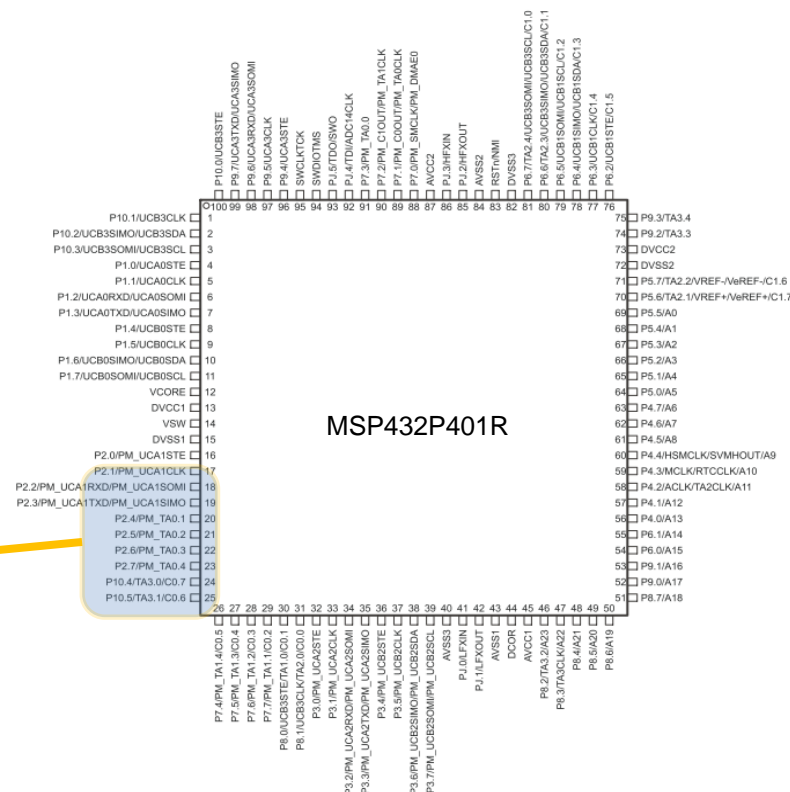 P10.0/UCB3STE
P9.7/UCA3TXD/UCA3SIMO
P9.6/UCA3RXD/UCA3SOMI
P9.5/UCA3CLK
P9.4/UCA3STE
SWCLKTCK
SWDIOTMS
PJ.5/TDO/SWO
PJ.4/TDI/ADC14CLK
P7.3/PM_TA0.0
P7.2/PM_C1OUT/PM_TA1CLK
P7.1/PM_C0OUT/PM_TA0CLK
P7.0/PM_SMCLK/PM_DMAE0
AVCC2
PJ.3/HFXIN
PJ.2/HFXOUT
AVSS2
RSTn/NMI
DVSS3
P6.7/TA2.4/UCB3SOMI/UCB3SCL/C1.0
P6.6/TA2.3/UCB3SIMO/UCB3SDA/C1.1
P6.5/UCB1SOMI/UCB1SCL/C1.2
P6.4/UCB1SIMO/UCB1SDA/C1.3
P6.3/UCB1CLK/C1.4
P6.2/UCB1STE/C1.5
100 99 98 97 96 95 94 93 92 91 90 89 88 87 86 85 84 83 82 81 80 79 78 77 76
P10.1/UCB3CLK 1
P10.2/UCB3SIMO/UCB3SDA 2
P10.3/UCB3SOMI/UCB3SCL 3
P1.0/UCA0STE 4
P1.1/UCA0CLK 5
P1.2/UCA0RXD/UCA0SOMI 6
P1.3/UCA0TXD/UCA0SIMO 7
P1.4/UCB0STE 8
P1.5/UCB0CLK 9
P1.6/UCB0SIMO/UCB0SDA 10
P1.7/UCB0SOMI/UCB0SCL 11
VCORE 12
DVCC1 13
VSW 14
DVSS1 15
P2.0/PM_UCA1STE 16
P2.1/PM_UCA1CLK 17
P2.2/PM_UCA1RXD/PM_UCA1SOMI 18
P2.3/PM_UCA1TXD/PM_UCA1SIMO 19
P2.4/PM_TA0.1 20
P2.5/PM_TA0.2 21
P2.6/PM_TA0.3 22
P2.7/PM_TA0.4 23
P10.4/TA3.0/C0.7 24
P10.5/TA3.1/C0.6 25
MSP432P401R
75 P9.3/TA3.4
74 P9.2/TA3.3
73 DVCC2
72 DVSS2
71 P5.7/TA2.2/VREF-/VeREF-/C1.6
70 P5.6/TA2.1/VREF+/VeREF+/C1.7
69 P5.5/A0
68 P5.4/A1
67 P5.3/A2
66 P5.2/A3
65 P5.1/A4
64 P5.0/A5
63 P4.7/A6
62 P4.6/A7
61 P4.5/A8
60 P4.4/HSMCLK/SVMHOUT/A9
59 P4.3/MCLK/RTCCLK/A10
58 P4.2/ACLK/TA2CLK/A11
57 P4.1/A12
56 P4.0/A13
55 P6.1/A14
54 P6.0/A15
53 P9.1/A16
52 P9.0/A17
51 P8.7/A18
26 27 28 29 30 31 32 33 34 35 36 37 38 39 40 41 42 43 44 45 46 47 48 49 50
P7.4/PM_TA1.4/C0.5
P7.5/PM_TA1.3/C0.4
P7.6/PM_TA1.2/C0.3
P7.7/PM_TA1.1/C0.2
P8.0/UCB3STE/TA1.0/C0.1
P8.1/UCB3CLK/TA2.0/C0.0
P3.0/PM_UCA2STE
P3.1/PM_UCA2CLK
P3.2/PM_UCA2RXD/PM_UCA2SOMI
P3.3/PM_UCA2TXD/PM_UCA2SIMO
P3.4/PM_UCB2STE
P3.5/PM_UCB2CLK
P3.6/PM_UCB2SIMO/PM_UCB2SDA
P3.7/PM_UCB2SOMI/PM_UCB2SCL
AVSS3
PJ.0/LFXIN
PJ.1/LFXOUT
AVSS1
DCOR
AVCC1
P8.2/TA3.2/A23
P8.3/TA3CLK/A22
P8.4/A21
P8.5/A20
P8.6/A19